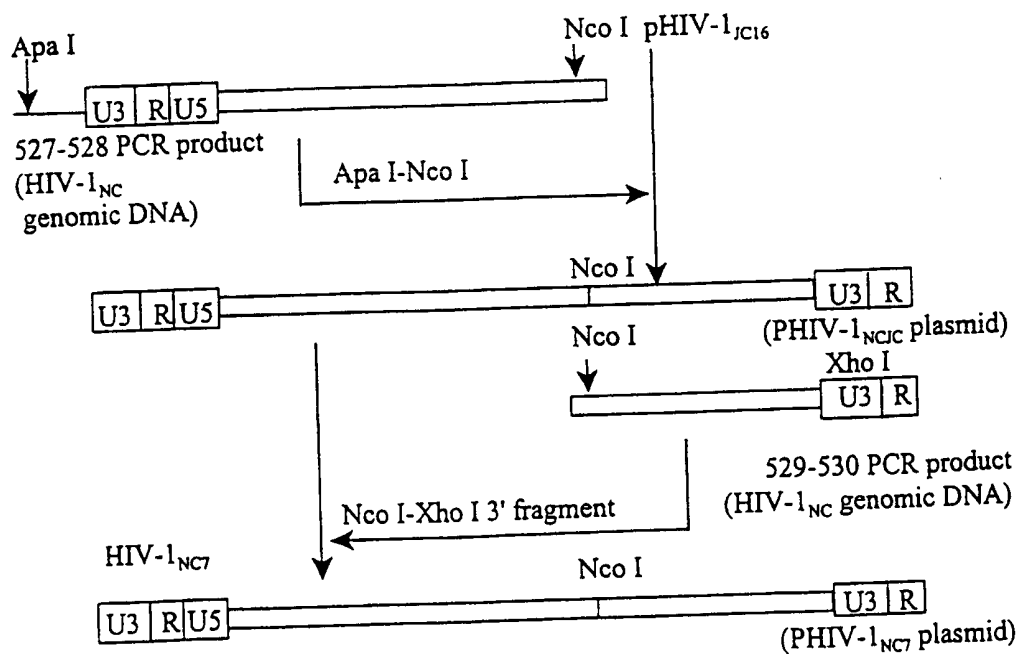 Nco I pHIV-1JC16
Apa I
U3 R U5
527-528 PCR product
(HIV-1NC
genomic DNA)
Apa I-Nco I
Nco I
U3 R U5
U3 R
(PHIV-1NCJC plasmid)
Nco I
Xho I
U3 R
529-530 PCR product
(HIV-1NC genomic DNA)
Nco I-Xho I 3' fragment
HIV-1NC7
Nco I
U3 R U5
U3 R
(PHIV-1NC7 plasmid)